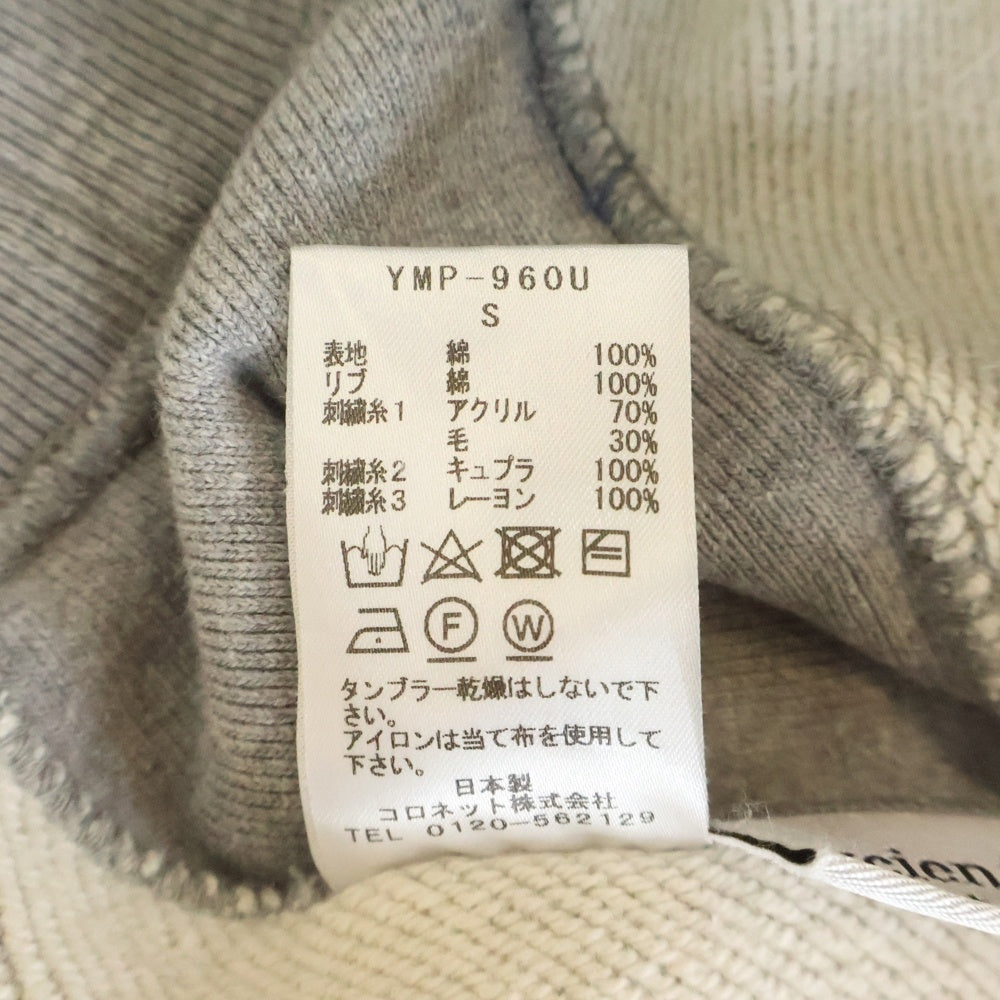 YMP-960U
S
表地 綿 100%
リブ 綿 100%
刺繍糸1 アクリル 70%
毛 30%
刺繍糸2 キュプラ 100%
刺繍糸3 レーヨン 100%
F W
タンブラー乾燥はしないで下
さい。
アイロンは当て布を使用して
下さい。
日本製
コロネット株式会社
TEL 0120-562129